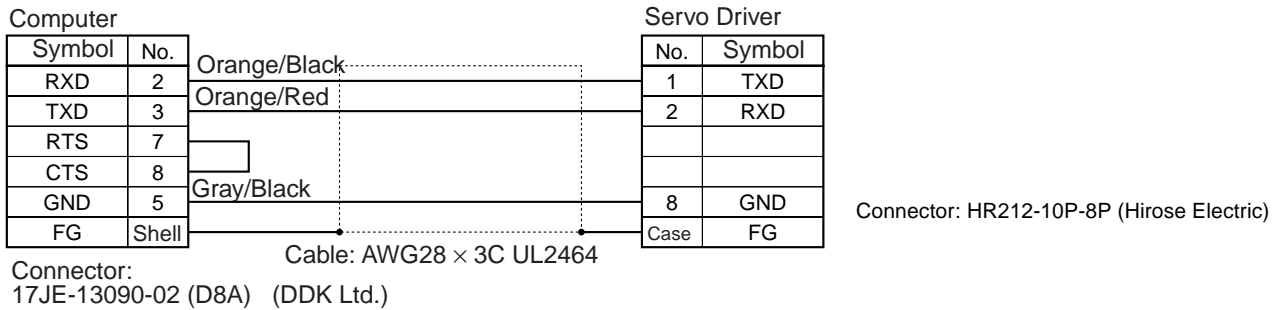 Computer
Servo Driver
Symbol No.
No. Symbol
Orange/Black
RXD 2
1 TXD
Orange/Red
TXD 3
2 RXD
RTS 7
CTS 8
Gray/Black
GND 5
8 GND
Connector: HR212-10P-8P (Hirose Electric)
FG Shell
Case FG
Cable: AWG28 × 3C UL2464
Connector:
17JE-13090-02 (D8A) (DDK Ltd.)